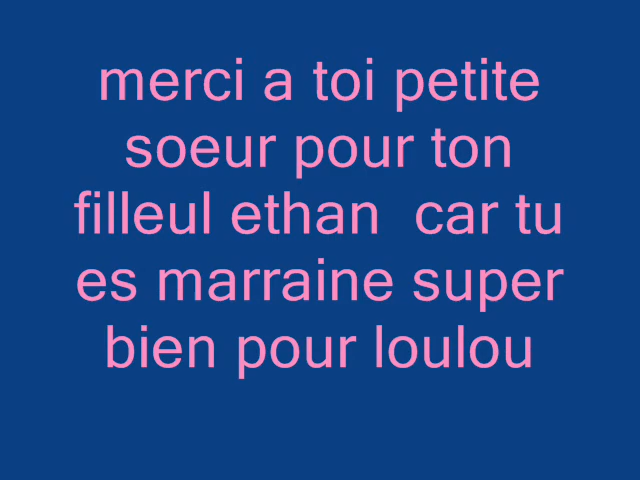 merci a toi petite
soeur pour ton
filleul ethan  car tu
es marraine super
bien pour loulou